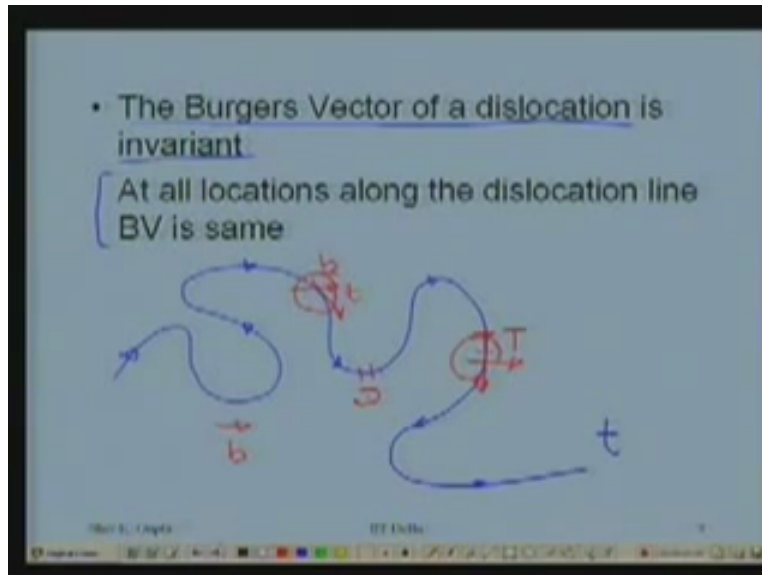 • The Burgers Vector of a dislocation is
invariant
At all locations along the dislocation line
BV is same
b
t
b
t